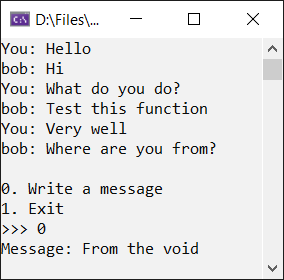 D:\Files\...
You: Hello
bob: Hi
You: What do you do?
bob: Test this function
You: Very well
bob: Where are you from?
0. Write a message
1. Exit
>>> 0
Message: From the void